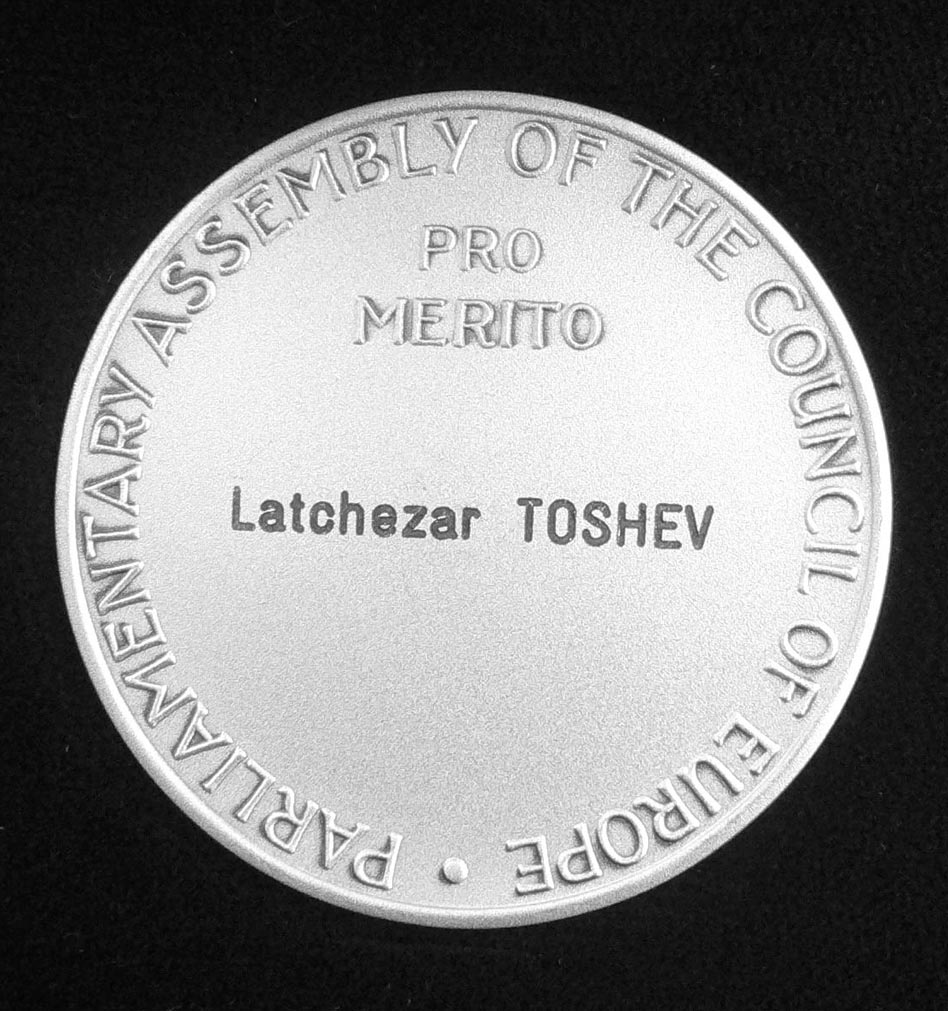 PARLIAMENTARY ASSEMBLY OF THE COUNCIL OF EUROPE •
PRO
MERITO
Latchezar TOSHEV